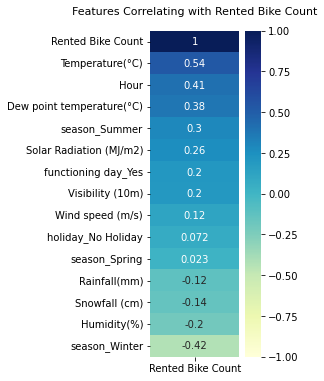 Features Correlating with Rented Bike Count
Rented Bike Count 1
Temperature(°C) 0.54
Hour 0.41
Dew point temperature(°C) 0.38
season_Summer 0.3
Solar Radiation (MJ/m2) 0.26
functioning day_Yes 0.2
Visibility (10m) 0.2
Wind speed (m/s) 0.12
holiday_No Holiday 0.072
season_Spring 0.023
Rainfall(mm) -0.12
Snowfall (cm) -0.14
Humidity(%) -0.2
season_Winter -0.42
Rented Bike Count
1.00
0.75
0.50
0.25
0.00
−0.25
−0.50
−0.75
−1.00